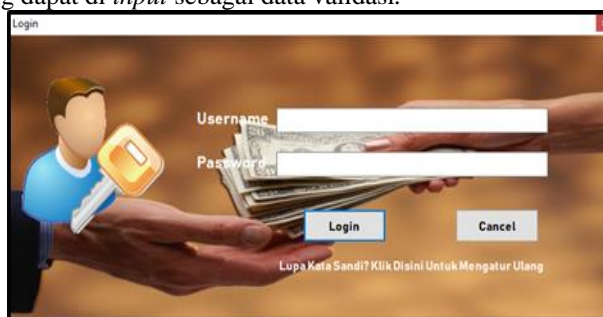 dapat di input sebagai data validasi.
Login
Username
Password
Login
Cancel
Lupa Kata Sandi? Klik Disini Untuk Mengatur Ulang